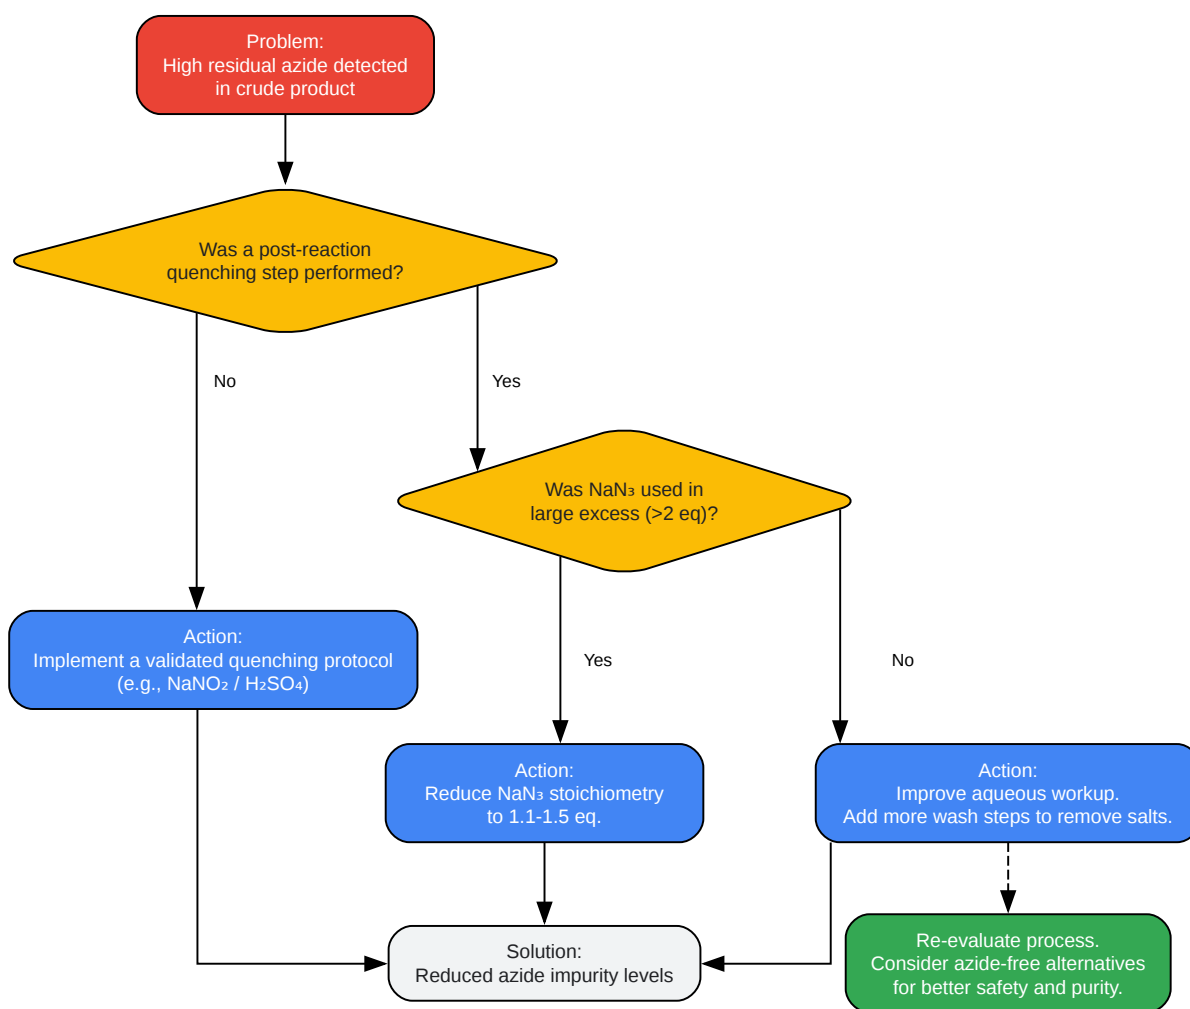 Problem:
High residual azide detected
in crude product
Was a post-reaction
quenching step performed?
No
Yes
Was NaN₃ used in
large excess (>2 eq)?
Action:
Implement a validated quenching protocol
(e.g., NaNO₂ / H₂SO₄)
Yes
No
Action:
Reduce NaN₃ stoichiometry
to 1.1-1.5 eq.
Action:
Improve aqueous workup.
Add more wash steps to remove salts.
Solution:
Reduced azide impurity levels
Re-evaluate process.
Consider azide-free alternatives
for better safety and purity.